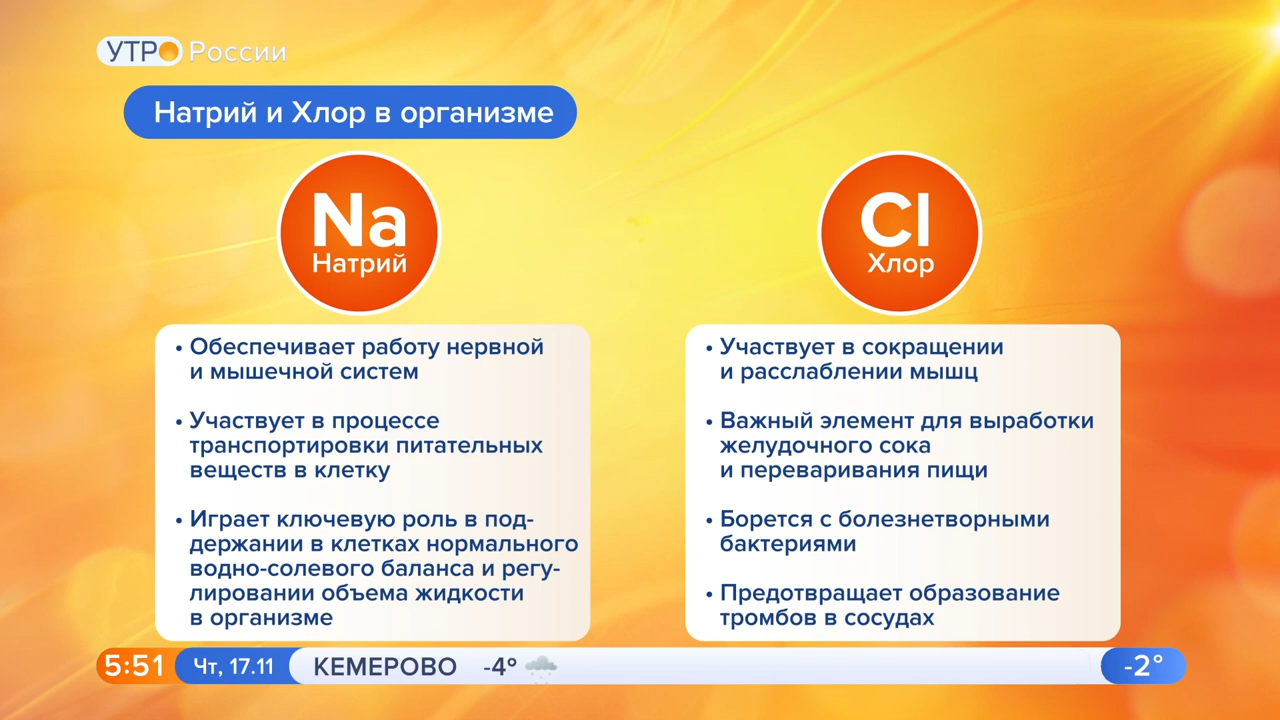 УТРО России
Натрий и Хлор в организме
Na
Натрий
• Обеспечивает работу нервной
и мышечной систем
• Участвует в процессе
транспортировки питательных
веществ в клетку
• Играет ключевую роль в под-
держании в клетках нормального
водно-солевого баланса и регу-
лировании объема жидкости
в организме
Cl
Хлор
• Участвует в сокращении
и расслаблении мышц
• Важный элемент для выработки
желудочного сока
и переваривания пищи
• Борется с болезнетворными
бактериями
• Предотвращает образование
тромбов в сосудах
5:51 Чт, 17.11 КЕМЕРОВО -4° -2°